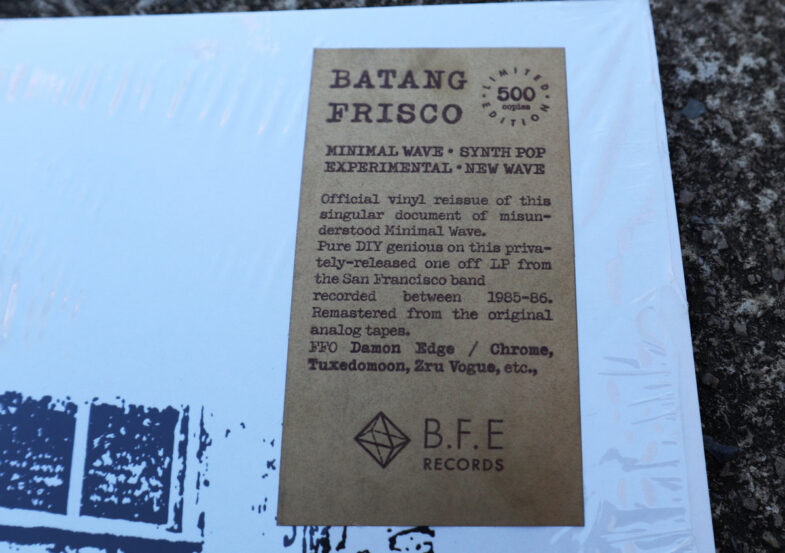 BATANG
FRISCO
LIMITED EDITION
500
copies
MINIMAL WAVE • SYNTH POP
EXPERIMENTAL • NEW WAVE
Official vinyl reissue of this
singular document of misun-
derstood Minimal Wave.
Pure DIY genious on this priva-
tely-released one off LP from
the San Francisco band
recorded between 1985-86.
Remastered from the original
analog tapes.
FFO Damon Edge / Chrome,
Tuxedomoon, Zru Vogue, etc.,
B.F.E
RECORDS